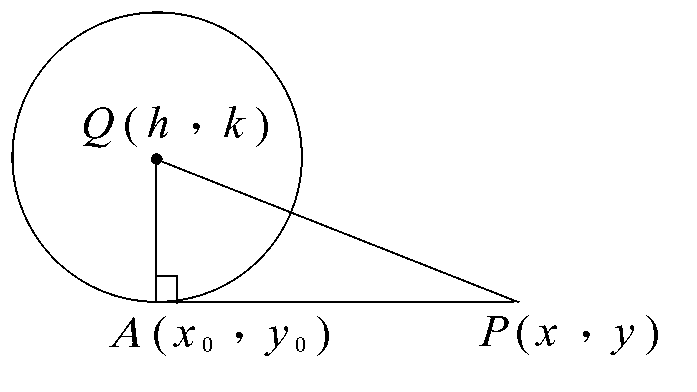 Q(h，k)
A(x₀，y₀)
P(x，y)